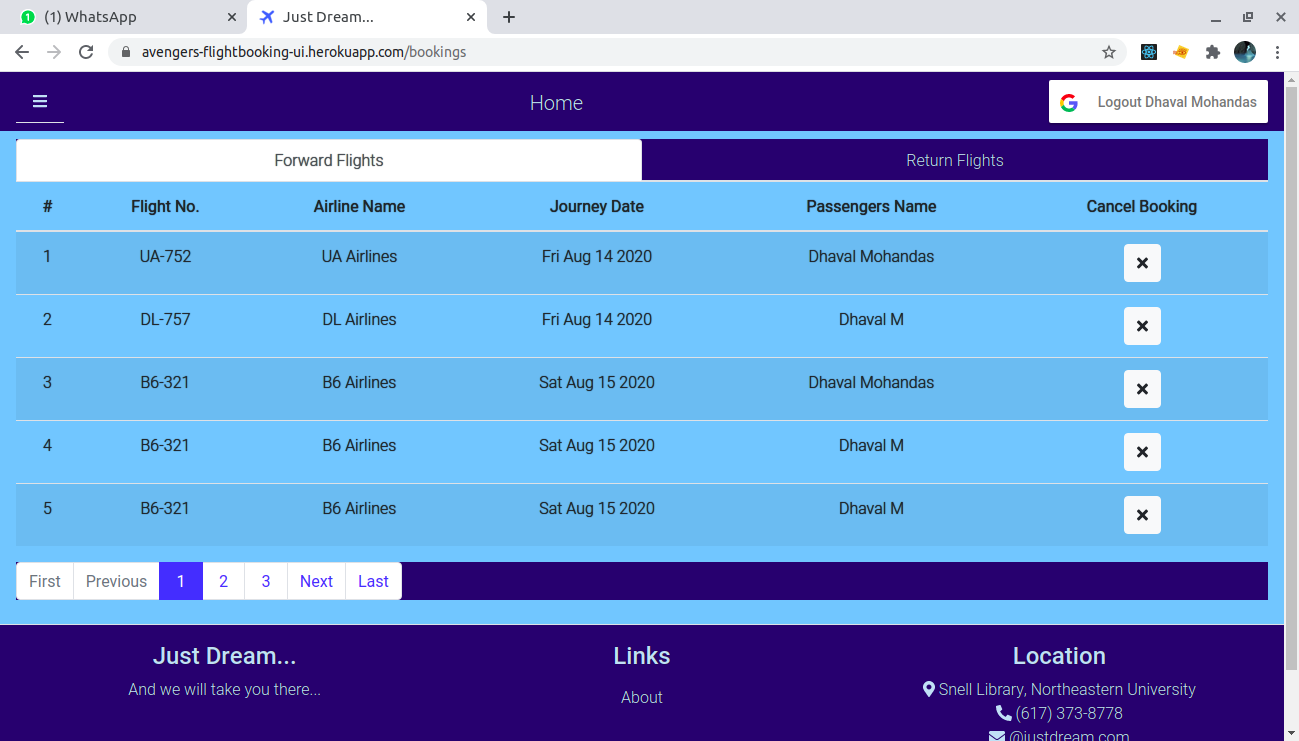 (1) WhatsApp
Just Dream...
avengers-flightbooking-ui.herokuapp.com/bookings
Home
Logout Dhaval Mohandas
Forward Flights Return Flights
# Flight No. Airline Name Journey Date Passengers Name Cancel Booking
1 UA-752 UA Airlines Fri Aug 14 2020 Dhaval Mohandas
2 DL-757 DL Airlines Fri Aug 14 2020 Dhaval M
3 B6-321 B6 Airlines Sat Aug 15 2020 Dhaval Mohandas
4 B6-321 B6 Airlines Sat Aug 15 2020 Dhaval M
5 B6-321 B6 Airlines Sat Aug 15 2020 Dhaval M
First Previous 1 2 3 Next Last
Just Dream...
And we will take you there...
Links
About
Location
Snell Library, Northeastern University
(617) 373-8778
@justdream.com